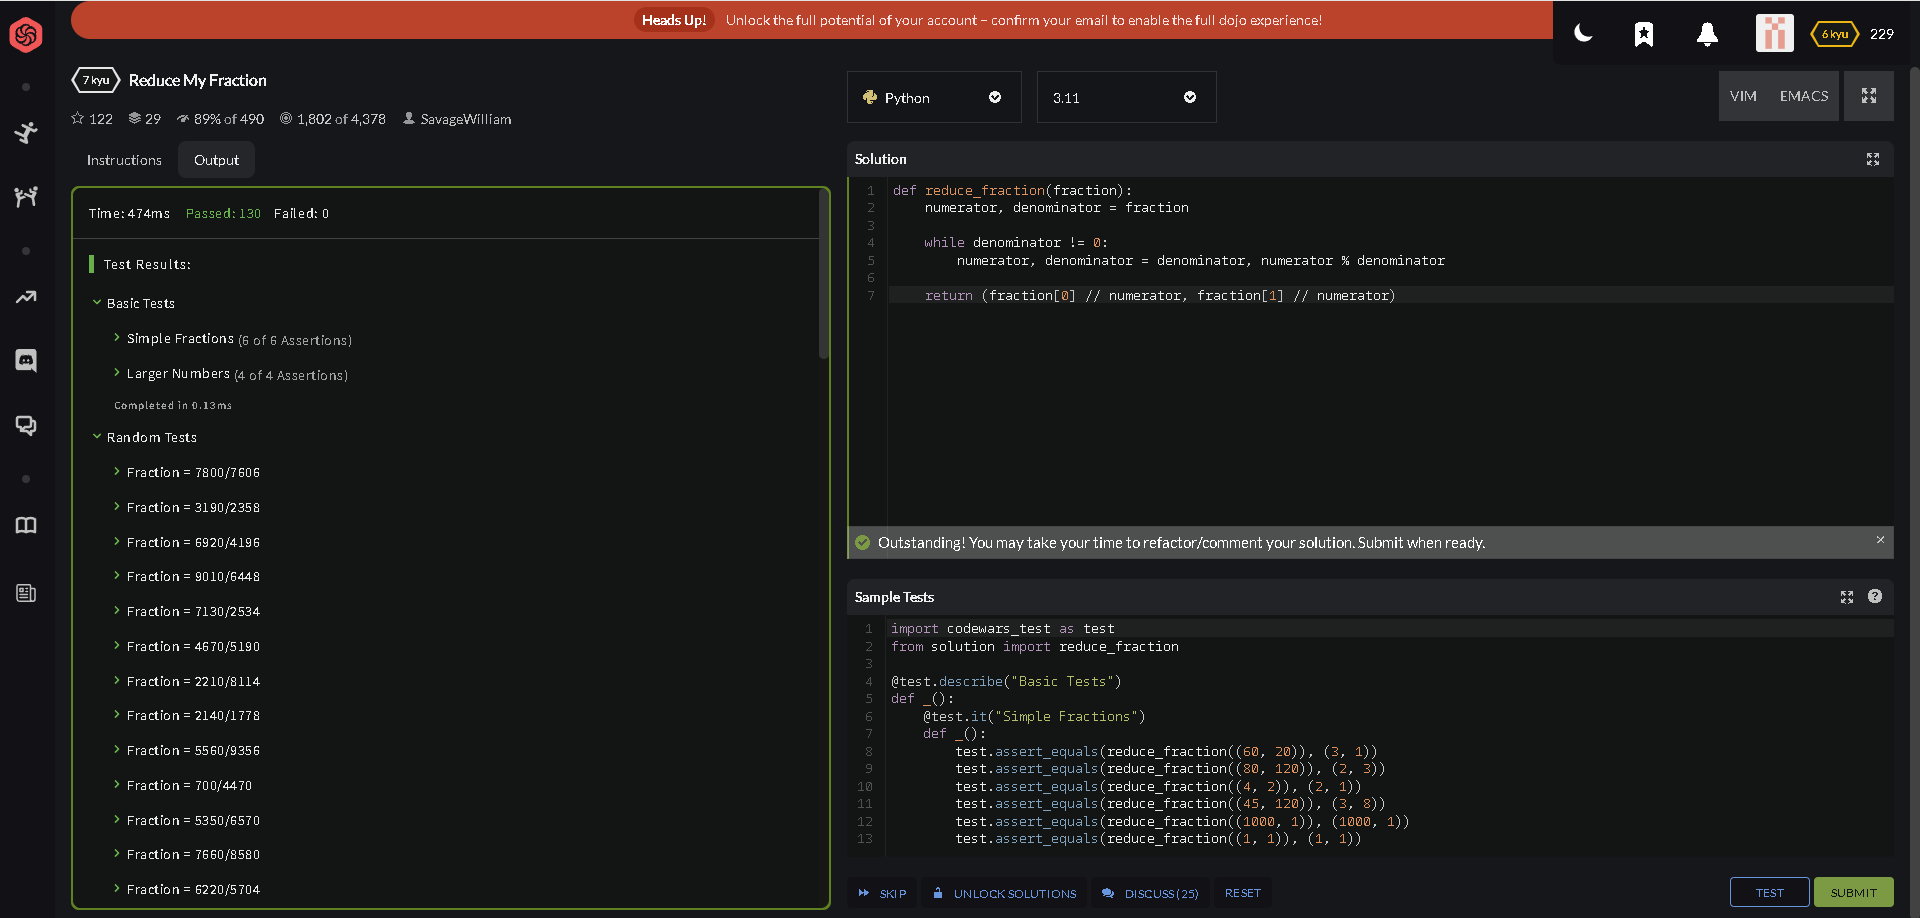 Heads Up! Unlock the full potential of your account – confirm your email to enable the full dojo experience!
6 kyu 229
7 kyu Reduce My Fraction
122 29 89% of 490 1,802 of 4,378 SavageWilliam
Instructions Output
Time: 474ms Passed: 130 Failed: 0
Test Results:
Basic Tests
Simple Fractions (6 of 6 Assertions)
Larger Numbers (4 of 4 Assertions)
Completed in 0.13ms
Random Tests
Fraction = 7800/7606
Fraction = 3190/2358
Fraction = 6920/4196
Fraction = 9010/6448
Fraction = 7130/2534
Fraction = 4670/5190
Fraction = 2210/8114
Fraction = 2140/1778
Fraction = 5560/9356
Fraction = 700/4470
Fraction = 5350/6570
Fraction = 7660/8580
Fraction = 6220/5704
Python 3.11
VIM EMACS
Solution
1 def reduce_fraction(fraction):
2 numerator, denominator = fraction
3
4 while denominator != 0:
5 numerator, denominator = denominator, numerator % denominator
6
7 return (fraction[0] // numerator, fraction[1] // numerator)
Outstanding! You may take your time to refactor/comment your solution. Submit when ready. ×
Sample Tests
1 import codewars_test as test
2 from solution import reduce_fraction
3
4 @test.describe("Basic Tests")
5 def _():
6 @test.it("Simple Fractions")
7 def _():
8 test.assert_equals(reduce_fraction((60, 20)), (3, 1))
9 test.assert_equals(reduce_fraction((80, 120)), (2, 3))
10 test.assert_equals(reduce_fraction((4, 2)), (2, 1))
11 test.assert_equals(reduce_fraction((45, 120)), (3, 8))
12 test.assert_equals(reduce_fraction((1000, 1)), (1000, 1))
13 test.assert_equals(reduce_fraction((1, 1)), (1, 1))
SKIP UNLOCK SOLUTIONS DISCUSS (25) RESET TEST SUBMIT